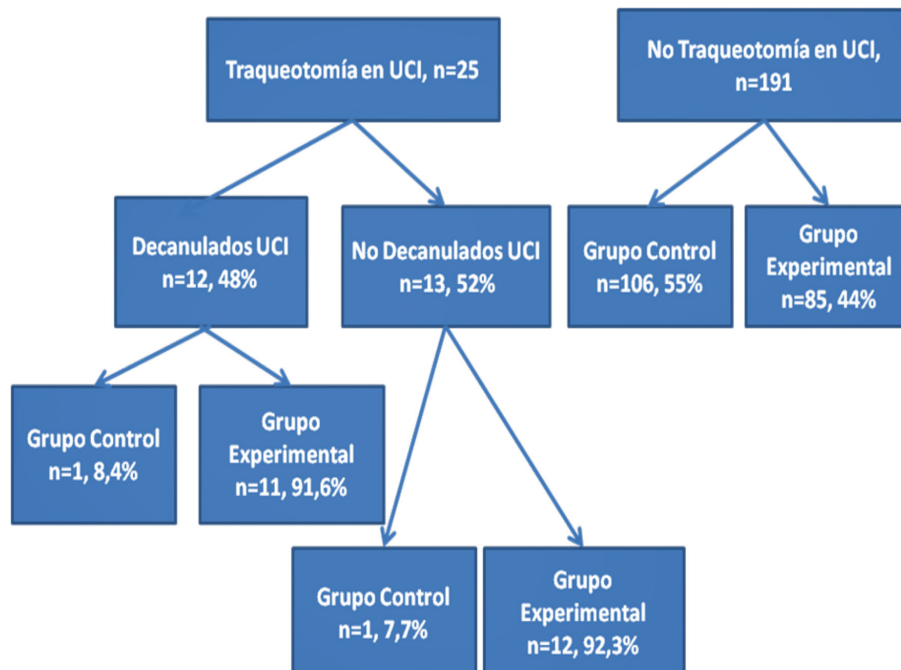 Traqueotomía en UCI, n=25
No Traqueotomía en UCI,
n=191
Decanulados UCI
n=12, 48%
No Decanulados UCI
n=13, 52%
Grupo Control
n=106, 55%
Grupo
Experimental
n=85, 44%
Grupo Control
n=1, 8,4%
Grupo
Experimental
n=11, 91,6%
Grupo Control
n=1, 7,7%
Grupo
Experimental
n=12, 92,3%